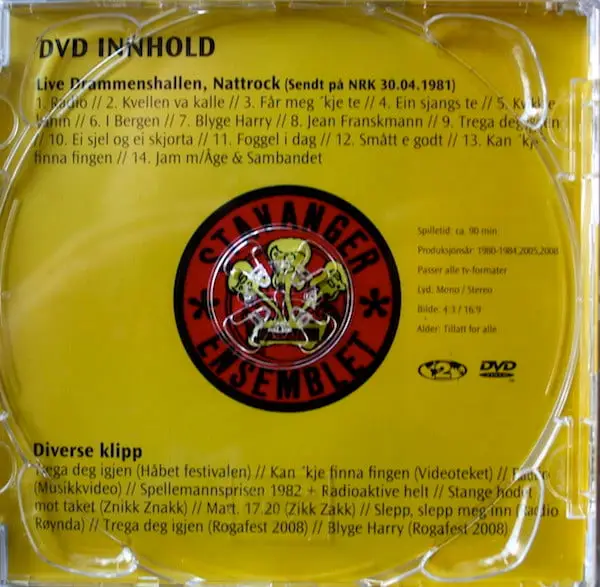 DVD INNHOLD
Live Drammenshallen, Nattrock (Sendt på NRK 30.04.1981)
1. Radio // 2. Kvellen va kalle // 3. Får meg ´kje te // 4. Ein sjangs te // 5.
6. I Bergen // 7. Blyge Harry // 8. Jean Franskmann // 9. Trega deg igjen
// 10. Ei sjel og ei skjorta // 11. Foggel i dag // 12. Smått e godt // 13. Kan ´kje
finna fingen // 14. Jam m/Åge & Sambandet
STAVANGER
ENSEMBLET
Spilletid: ca. 90 min
Produksjonsår: 1980-1984,2005,2008
Passer alle tv-formater
Lyd: Mono / Stereo
Bilde: 4:3 / 16:9
Alder: Tillatt for alle
2
DVD
Diverse klipp
Trega deg igjen (Håbet festivalen) // Kan ´kje finna fingen (Videoteket) //
(Musikkvideo) // Spellemannsprisen 1982 + Radioaktive helt // Stange hodet
mot taket (Znikk Znakk) // Mart. 17.20 (Zikk Zakk) // Slepp, slepp meg inn (Radio
Røynda) // Trega deg igjen (Rogafest 2008) // Blyge Harry (Rogafest 2008)